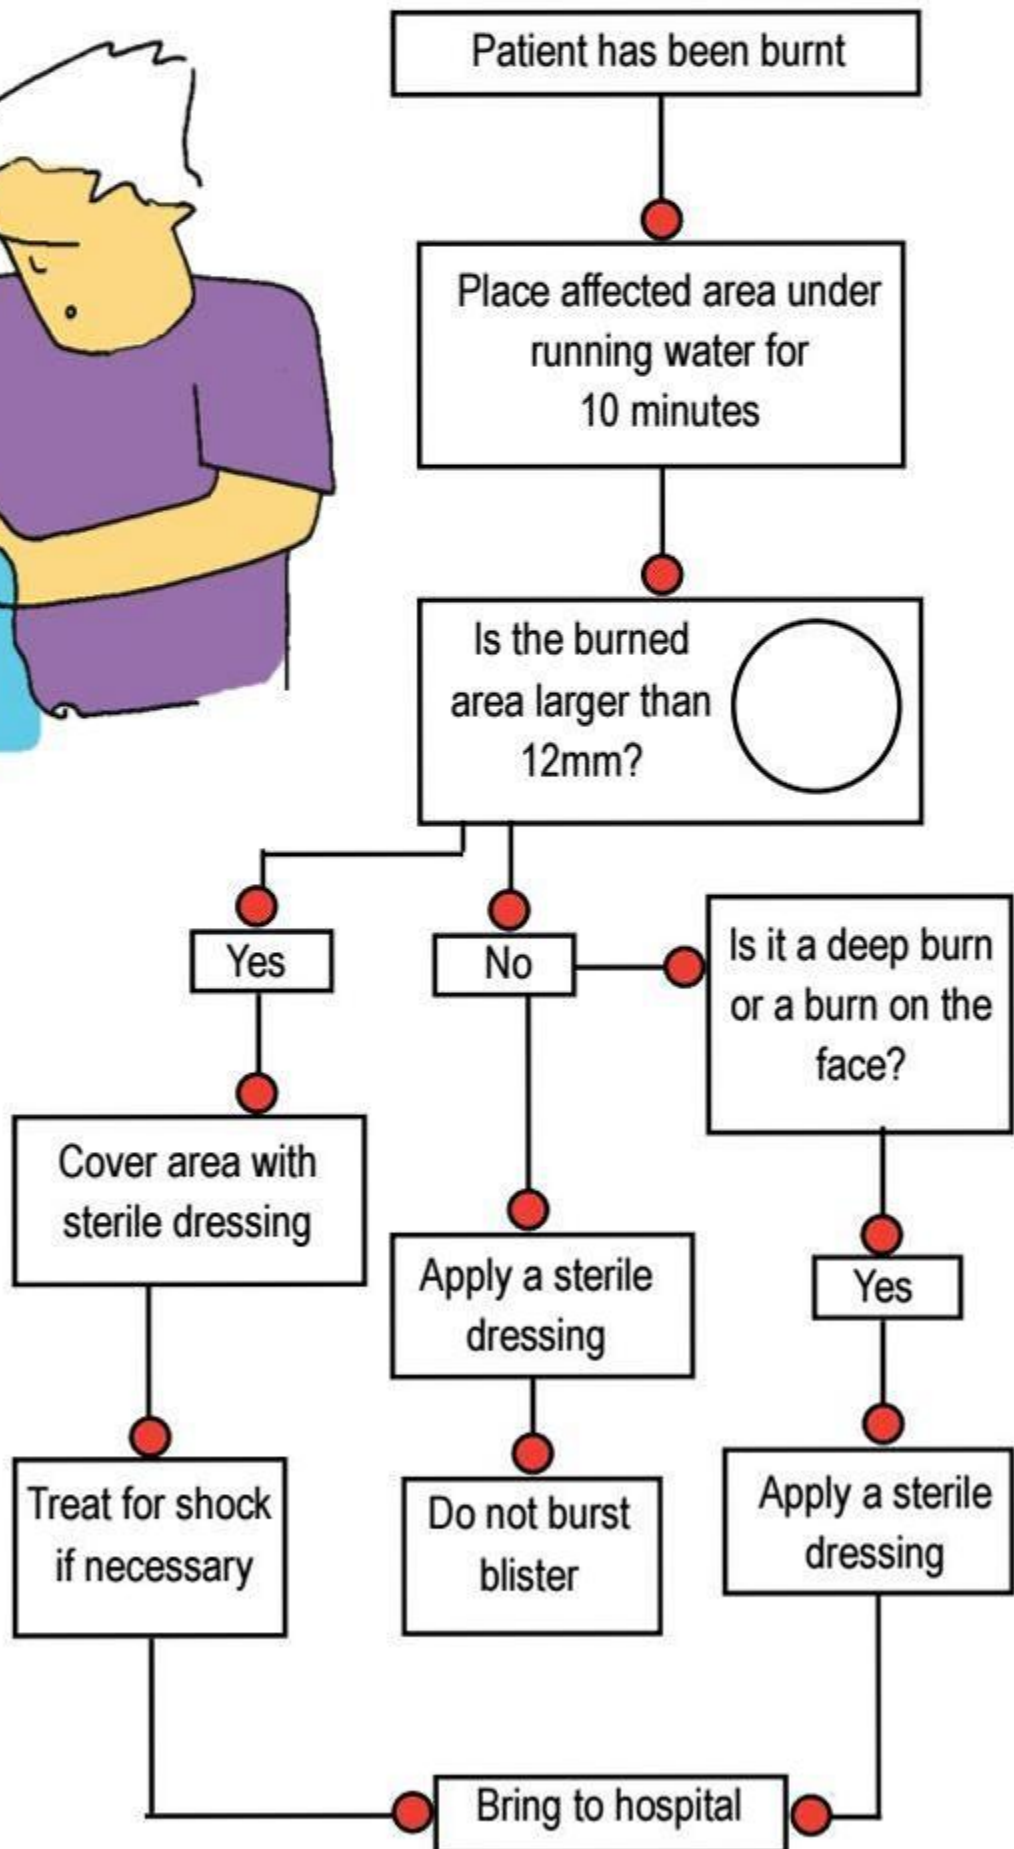 Patient has been burnt
Place affected area under
running water for
10 minutes
Is the burned
area larger than
12mm?
Yes
No
Is it a deep burn
or a burn on the
face?
Cover area with
sterile dressing
Apply a sterile
dressing
Yes
Treat for shock
if necessary
Do not burst
blister
Apply a sterile
dressing
Bring to hospital